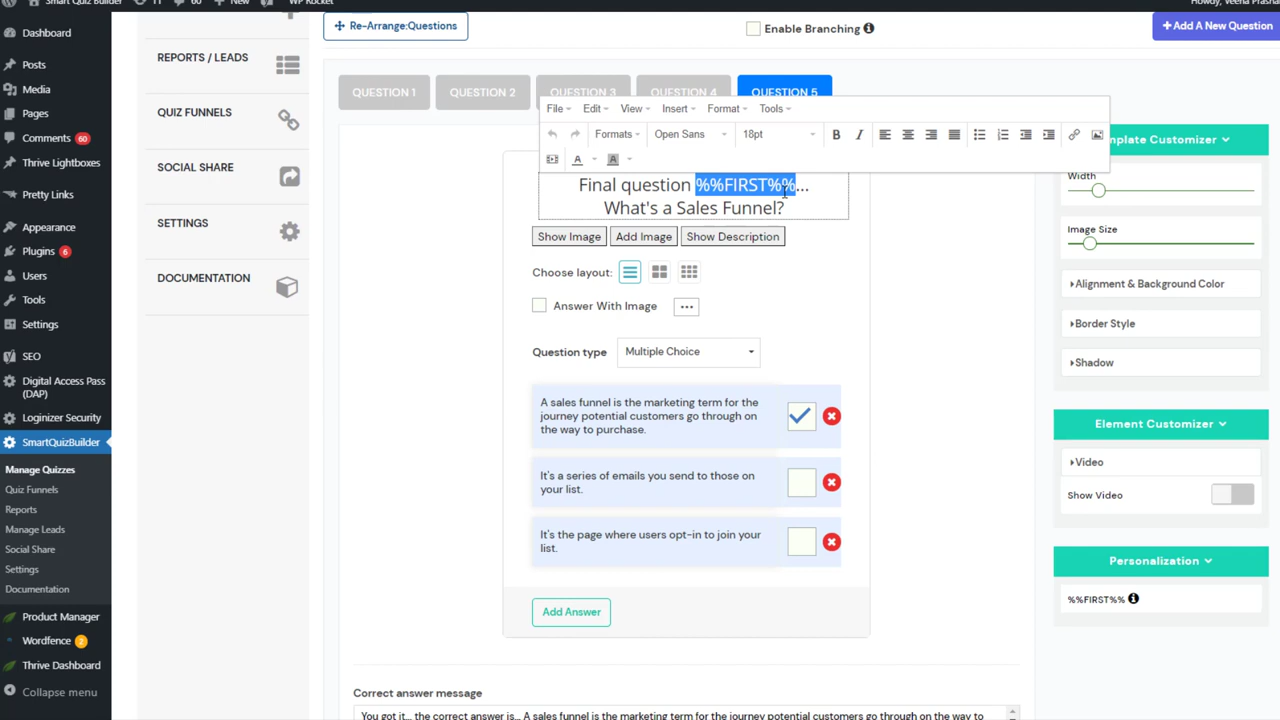 Smart Quiz Builder
11
60
New
WP Rocket
Howdy, Veena Prasha
Dashboard
Posts
Media
Pages
Comments 60
Thrive Lightboxes
Pretty Links
Appearance
Plugins 6
Users
Tools
Settings
SEO
Digital Access Pass
(DAP)
Loginizer Security
SmartQuizBuilder
Manage Quizzes
Quiz Funnels
Reports
Manage Leads
Social Share
Settings
Documentation
Product Manager
Wordfence 2
Thrive Dashboard
Collapse menu
REPORTS / LEADS
QUIZ FUNNELS
SOCIAL SHARE
SETTINGS
DOCUMENTATION
Re-Arrange:Questions
Enable Branching
+Add A New Question
QUESTION 1
QUESTION 2
QUESTION 3
QUESTION 4
QUESTION 5
File Edit View Insert Format Tools
Formats Open Sans 18pt B I
A A
Final question %%FIRST%%...
What's a Sales Funnel?
Show Image Add Image Show Description
Choose layout:
Answer With Image ...
Question type Multiple Choice
A sales funnel is the marketing term for the
journey potential customers go through on
the way to purchase.
It's a series of emails you send to those on
your list.
It's the page where users opt-in to join your
list.
Add Answer
Correct answer message
You got it... the correct answer is... A sales funnel is the marketing term for the journey potential customers go through on the way to
mplate Customizer
Width
Image Size
Alignment & Background Color
Border Style
Shadow
Element Customizer
Video
Show Video
Personalization
%%FIRST%%